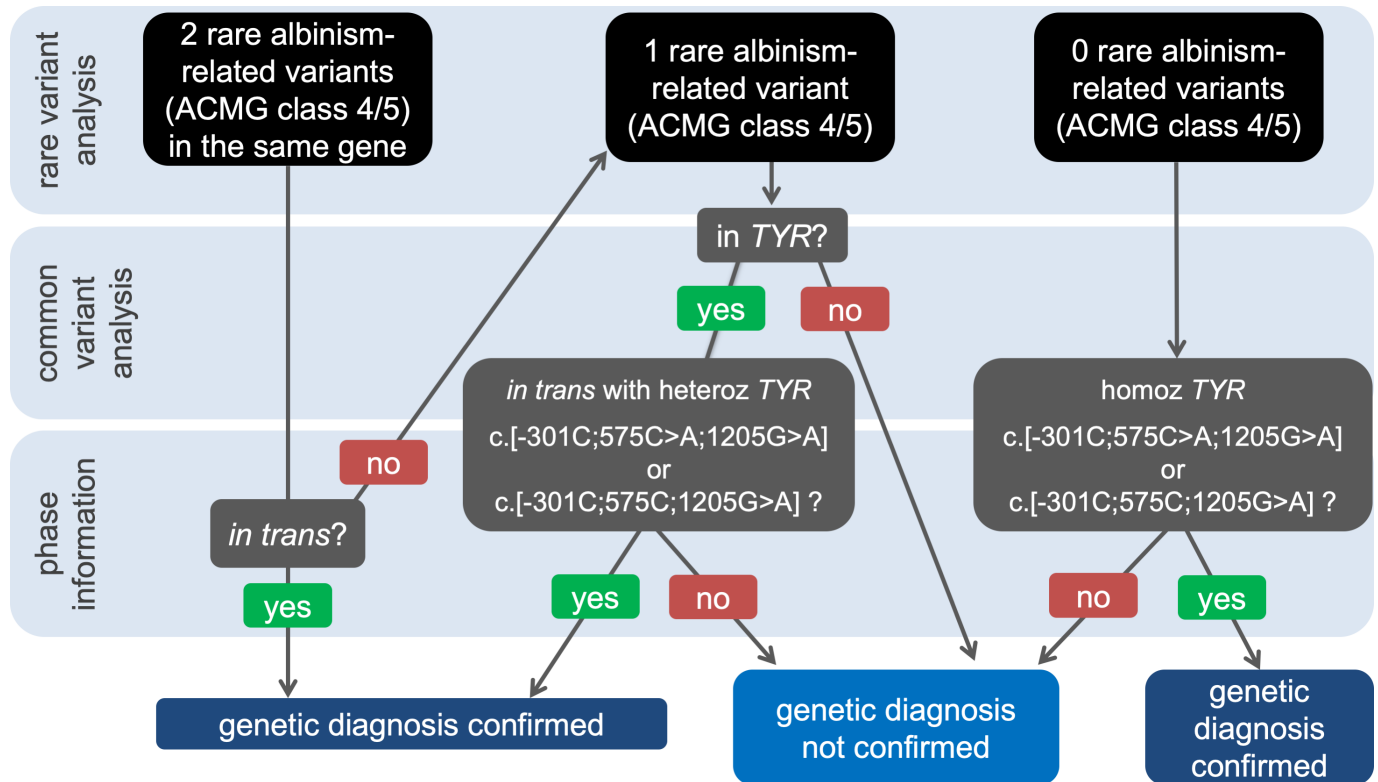 rare variant
analysis
2 rare albinism-
related variants
(ACMG class 4/5)
in the same gene
1 rare albinism-
related variant
(ACMG class 4/5)
0 rare albinism-
related variants
(ACMG class 4/5)
common
variant
analysis
in TYR?
yes
no
in trans with heteroz TYR
c.[-301C;575C>A;1205G>A]
or
c.[-301C;575C;1205G>A] ?
homoz TYR
c.[-301C;575C>A;1205G>A]
or
c.[-301C;575C;1205G>A] ?
phase
information
no
in trans?
yes
yes
no
no
yes
genetic diagnosis confirmed
genetic diagnosis
not confirmed
genetic
diagnosis
confirmed